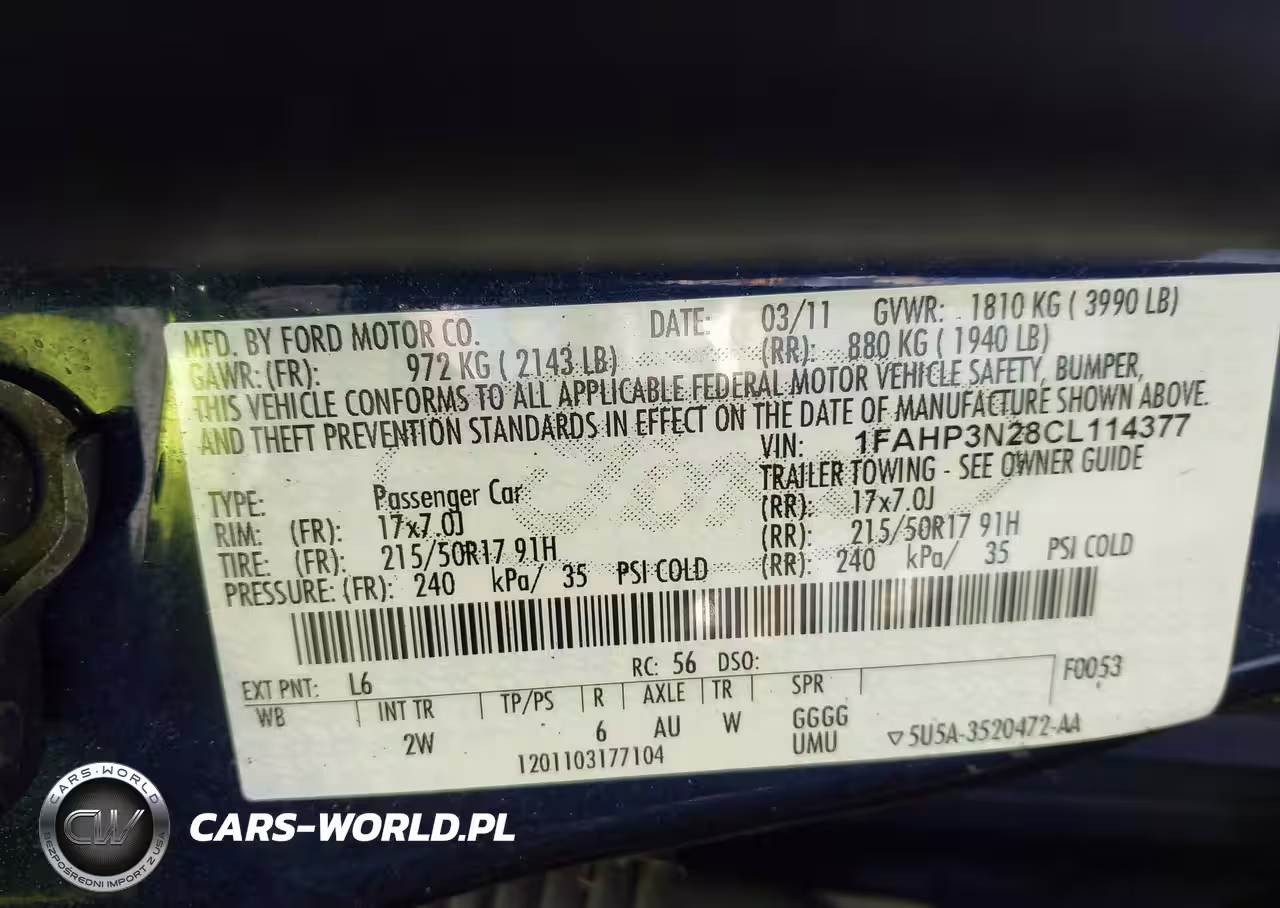 MFD. BY FORD MOTOR CO. DATE: 03/11 GVWR: 1810 KG ( 3990 LB)
GAWR: (FR): 972 KG ( 2143 LB) (RR): 880 KG ( 1940 LB)
THIS VEHICLE CONFORMS TO ALL APPLICABLE FEDERAL MOTOR VEHICLE SAFETY, BUMPER,
AND THEFT PREVENTION STANDARDS IN EFFECT ON THE DATE OF MANUFACTURE SHOWN ABOVE.
VIN: 1FAHP3N28CL114377
TRAILER TOWING - SEE OWNER GUIDE
TYPE: Passenger Car
RIM: (FR): 17x7.0J (RR): 17x7.0J
TIRE: (FR): 215/50R17 91H (RR): 215/50R17 91H
PRESSURE: (FR): 240 kPa/ 35 PSI COLD (RR): 240 kPa/ 35 PSI COLD
EXT PNT: L6 RC: 56 DSO: F0053
WB INT TR TP/PS R AXLE TR SPR
2W 6 AU W GGGG
UMU
1201103177104 ▽5U5A-3520472-AA
CARS-WORLD
CW
BEZPOŚREDNI IMPORT Z USA
CARS-WORLD.PL